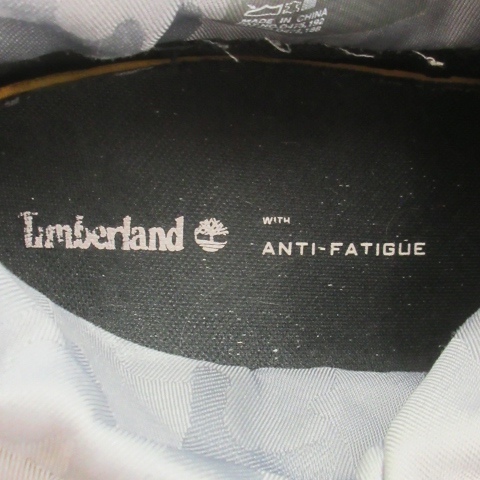 MADE IN CHINA
Timberland
WITH
ANTI-FATIGUE